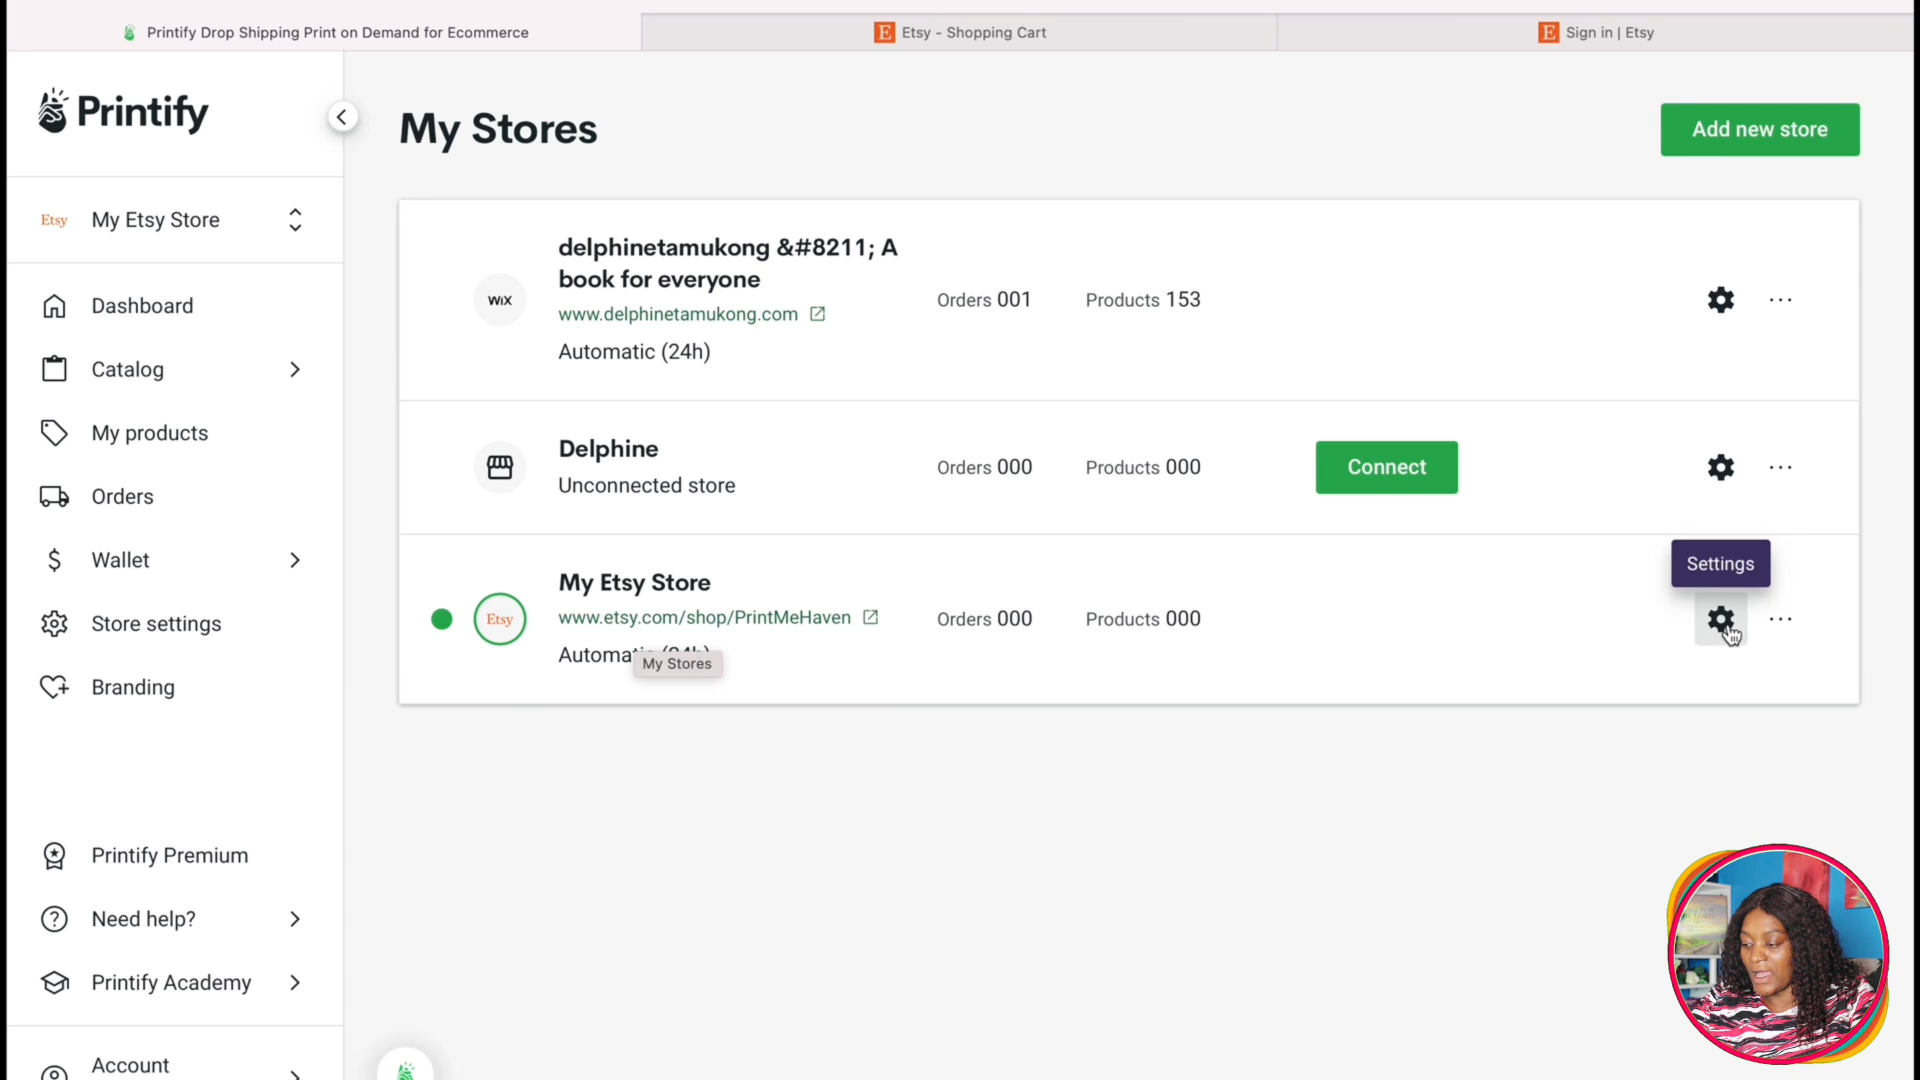 Printify Drop Shipping Print on Demand for Ecommerce
E Etsy - Shopping Cart
E Sign in | Etsy
Printify
My Stores
Add new store
Etsy My Etsy Store
Dashboard
Catalog
My products
Orders
Wallet
Store settings
Branding
Printify Premium
Need help?
Printify Academy
Account
WiX
delphinetamukong &#8211; A
book for everyone
www.delphinetamukong.com
Automatic (24h)
Orders 001
Products 153
Delphine
Unconnected store
Orders 000
Products 000
Connect
Settings
Etsy
My Etsy Store
www.etsy.com/shop/PrintMeHaven
Orders 000
Products 000
My Stores